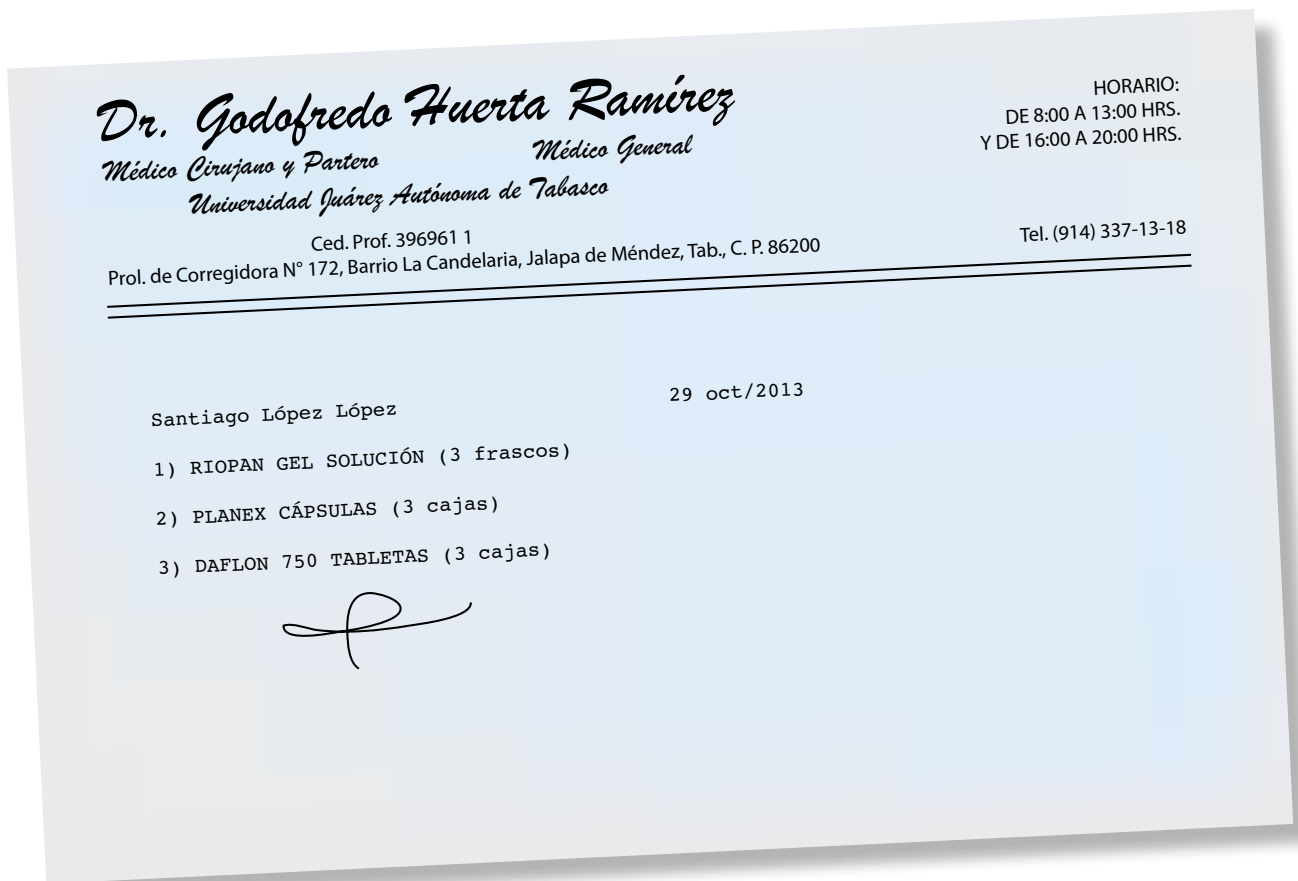 Dr. Godofredo Huerta Ramírez
Médico Cirujano y Partero Médico General
Universidad Juárez Autónoma de Tabasco
Ced. Prof. 396961 1
Prol. de Corregidora N° 172, Barrio La Candelaria, Jalapa de Méndez, Tab., C. P. 86200
HORARIO:
DE 8:00 A 13:00 HRS.
Y DE 16:00 A 20:00 HRS.
Tel. (914) 337-13-18
Santiago López López 29 oct/2013
1) RIOPAN GEL SOLUCIÓN (3 frascos)
2) PLANEX CÁPSULAS (3 cajas)
3) DAFLON 750 TABLETAS (3 cajas)